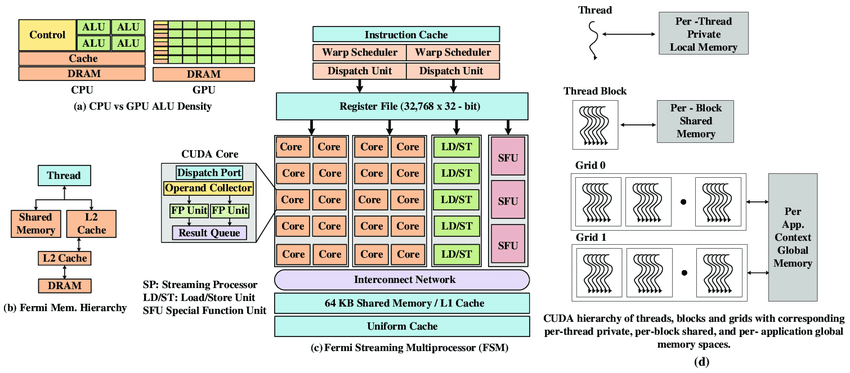 Control
ALU
ALU
ALU
ALU
Cache
DRAM
DRAM
CPU
GPU
(a) CPU vs GPU ALU Density
Thread
Shared
Memory
L2
Cache
L2 Cache
DRAM
(b) Fermi Mem. Hierarchy
CUDA Core
Dispatch Port
Operand Collector
FP Unit
FP Unit
Result Queue
SP: Streaming Processor
LD/ST: Load/Store Unit
SFU Special Function Unit
Instruction Cache
Warp Scheduler
Warp Scheduler
Dispatch Unit
Dispatch Unit
Register File (32,768 x 32 - bit)
Core
Core
Core
Core
LD/ST
SFU
Core
Core
Core
Core
LD/ST
Core
Core
Core
Core
LD/ST
SFU
Core
Core
Core
Core
LD/ST
Core
Core
Core
Core
LD/ST
SFU
Interconnect Network
64 KB Shared Memory / L1 Cache
Uniform Cache
(c) Fermi Streaming Multiprocessor (FSM)
Thread
Per -Thread
Private
Local Memory
Thread Block
Per - Block
Shared
Memory
Grid 0
Grid 1
Per
App.
Context
Global
Memory
CUDA hierarchy of threads, blocks and grids with corresponding
per-thread private, per-block shared, and per- application global
memory spaces.
(d)